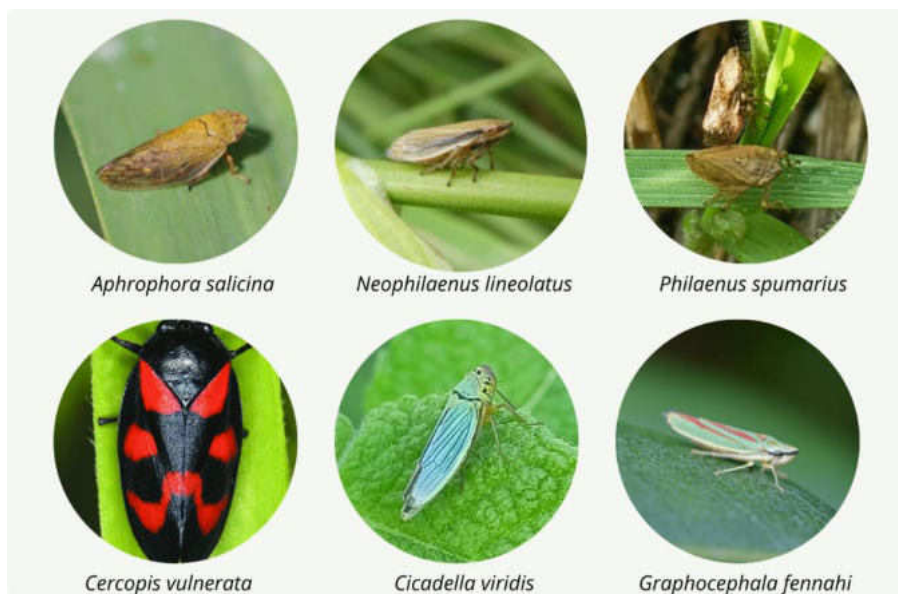 Aphrophora salicina
Neophilaenus lineolatus
Philaenus spumarius
Cercopis vulnerata
Cicadella viridis
Graphocephala fennahi